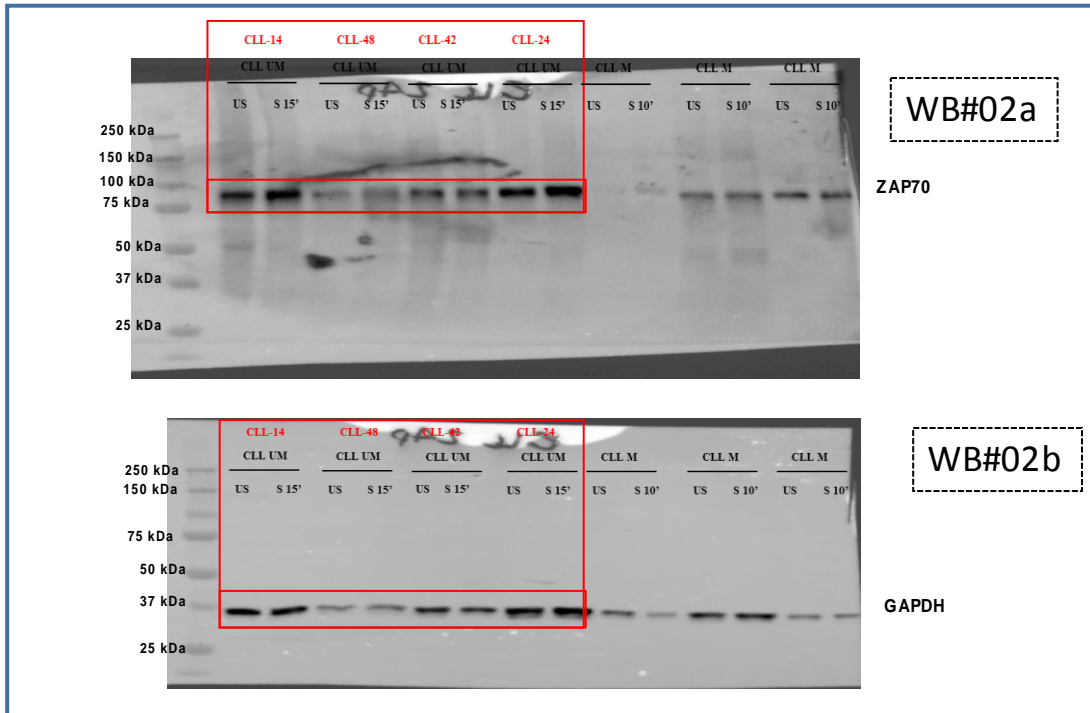 CLL-14 CLL-48 CLL-42 CLL-24
CLL UM CLL UM CLL UM CLL UM CLL M CLL M CLL M
US S 15’ US S 15’ US S 15’ US S 15’ US S 10’ US S 10’ US S 10’
250 kDa
150 kDa
100 kDa
75 kDa
50 kDa
37 kDa
25 kDa
WB#02a
ZAP70
CLL-14 CLL-48 CLL-42 CLL-24
CLL UM CLL UM CLL UM CLL UM CLL M CLL M CLL M
US S 15’ US S 15’ US S 15’ US S 15’ US S 10’ US S 10’ US S 10’
250 kDa
150 kDa
75 kDa
50 kDa
37 kDa
25 kDa
WB#02b
GAPDH